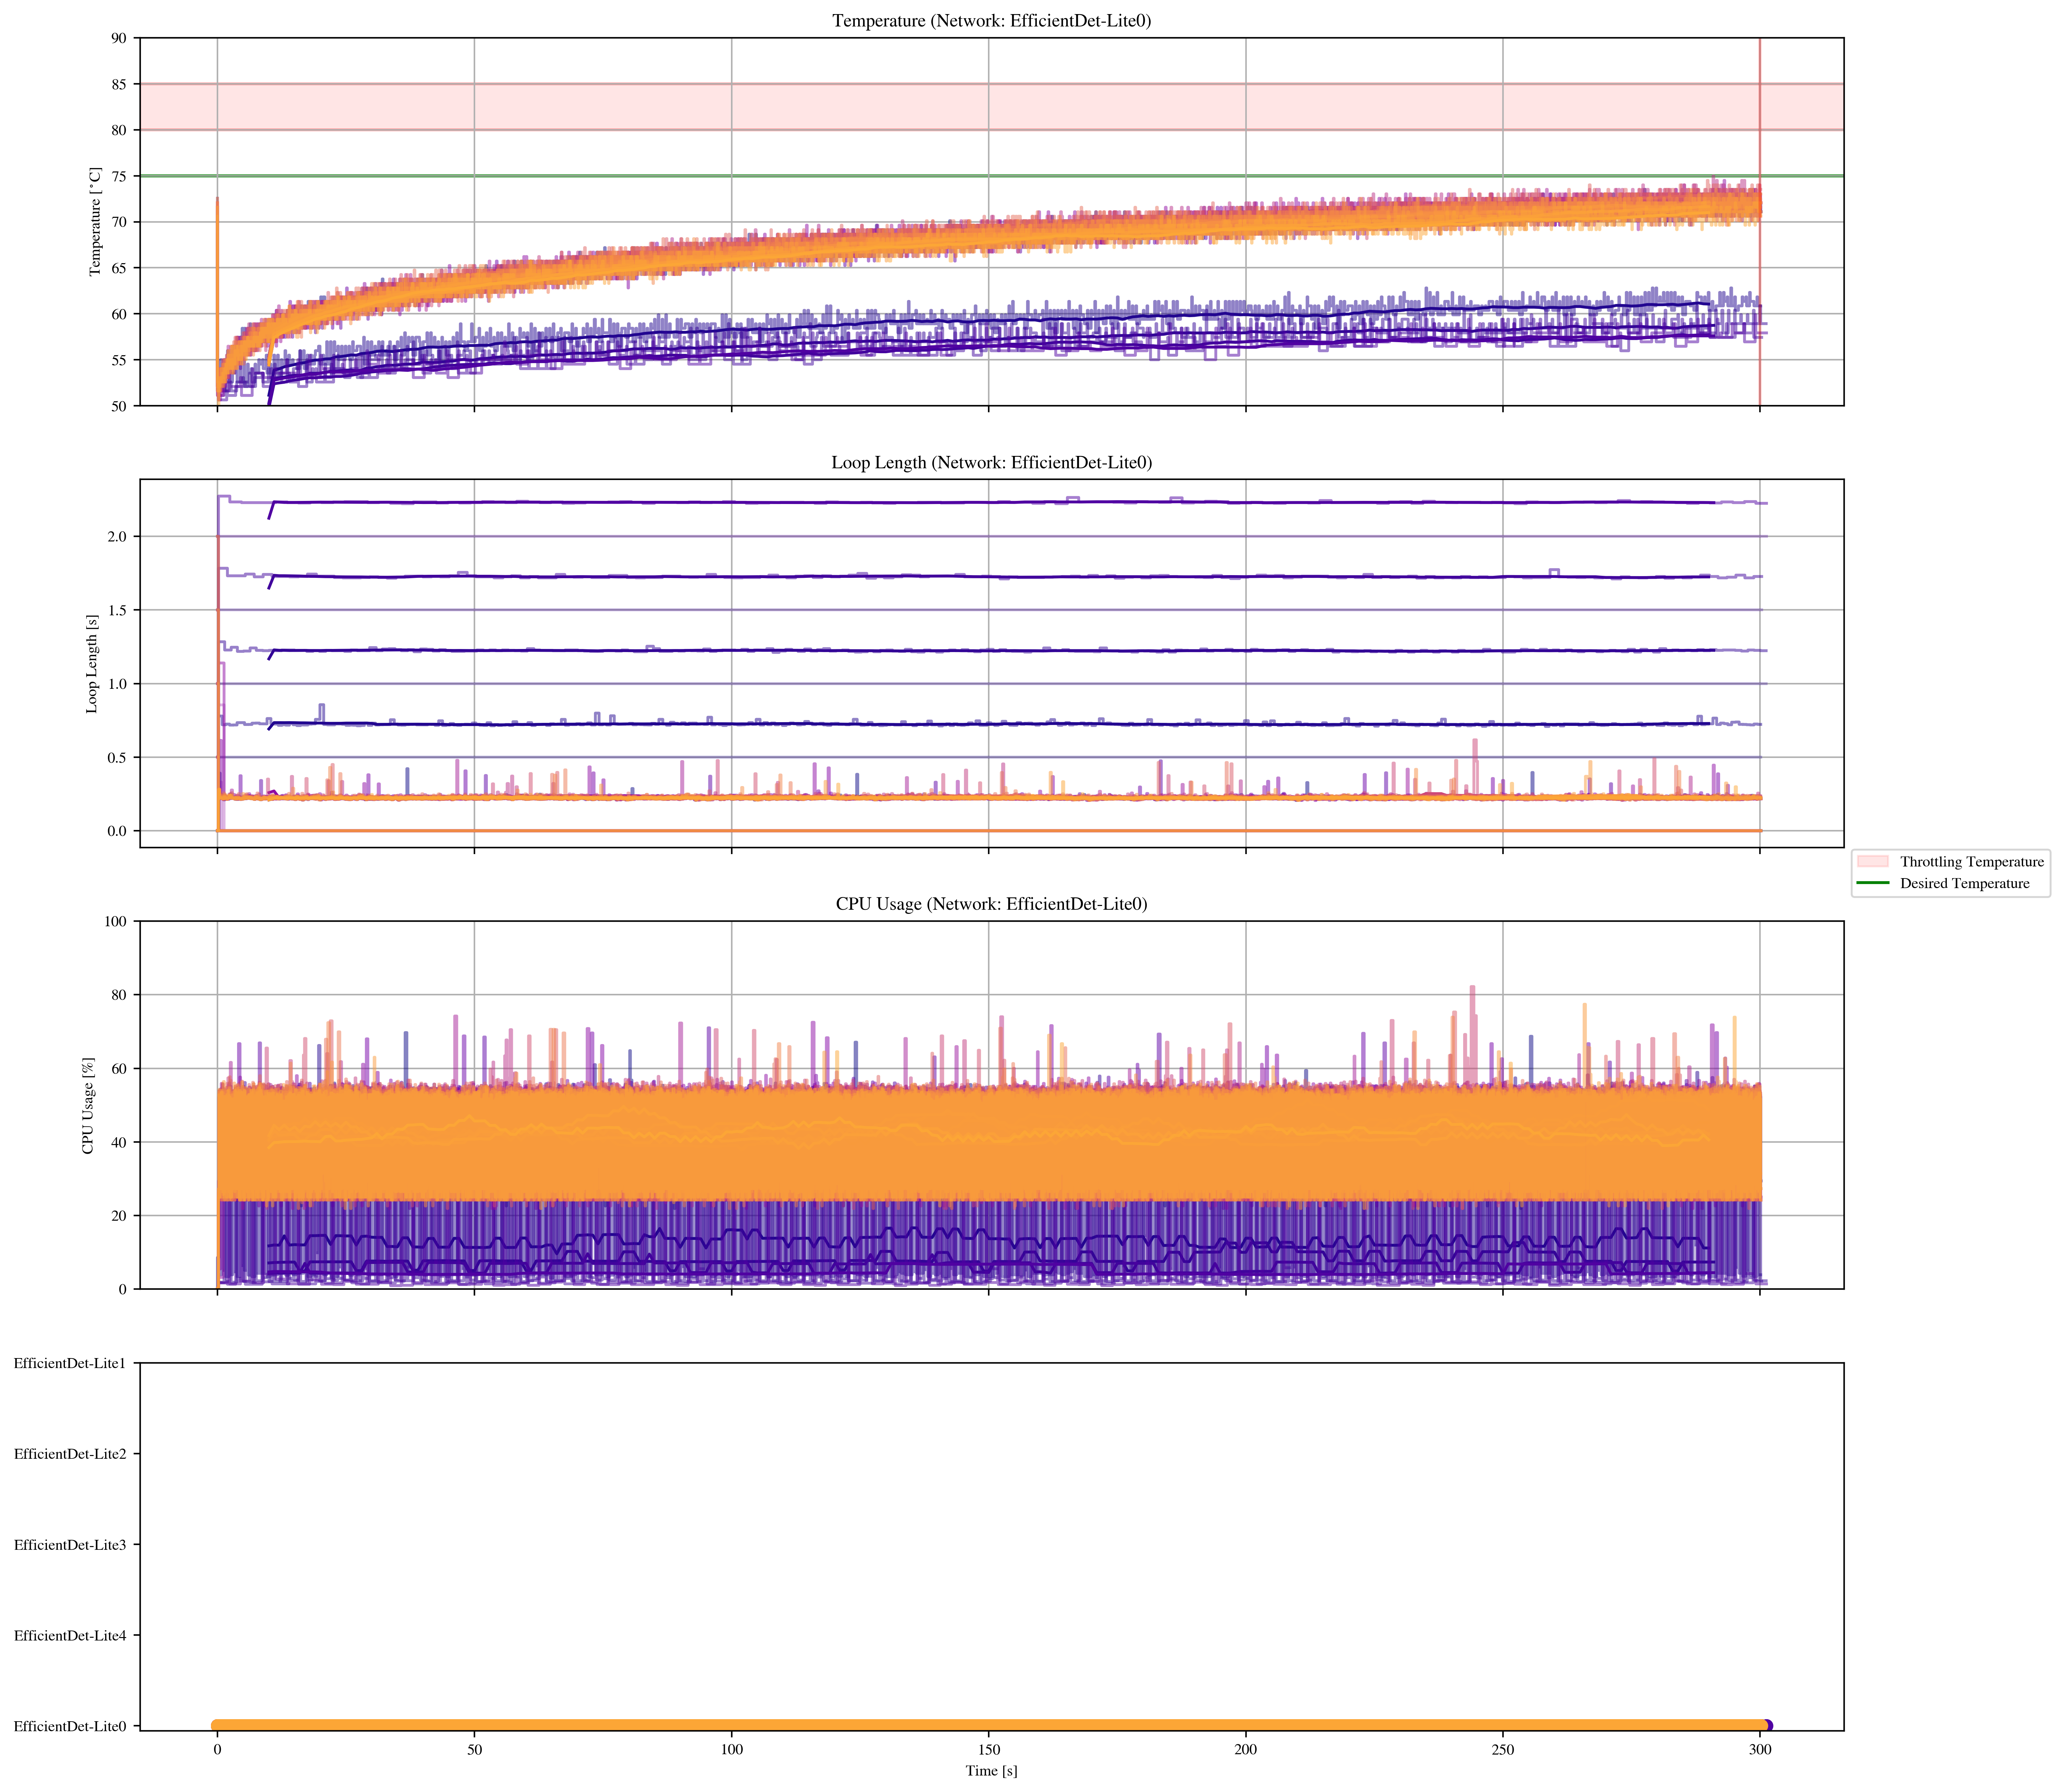 Temperature (Network: EfficientDet-Lite0)
90
85
80
75
70
65
60
55
50
Temperature [°C]
Loop Length (Network: EfficientDet-Lite0)
2.0
1.5
1.0
0.5
0.0
Loop Length [s]
Throttling Temperature
Desired Temperature
CPU Usage (Network: EfficientDet-Lite0)
100
80
60
40
20
0
CPU Usage [%]
EfficientDet-Lite1
EfficientDet-Lite2
EfficientDet-Lite3
EfficientDet-Lite4
EfficientDet-Lite0
0 50 100 150 200 250 300
Time [s]